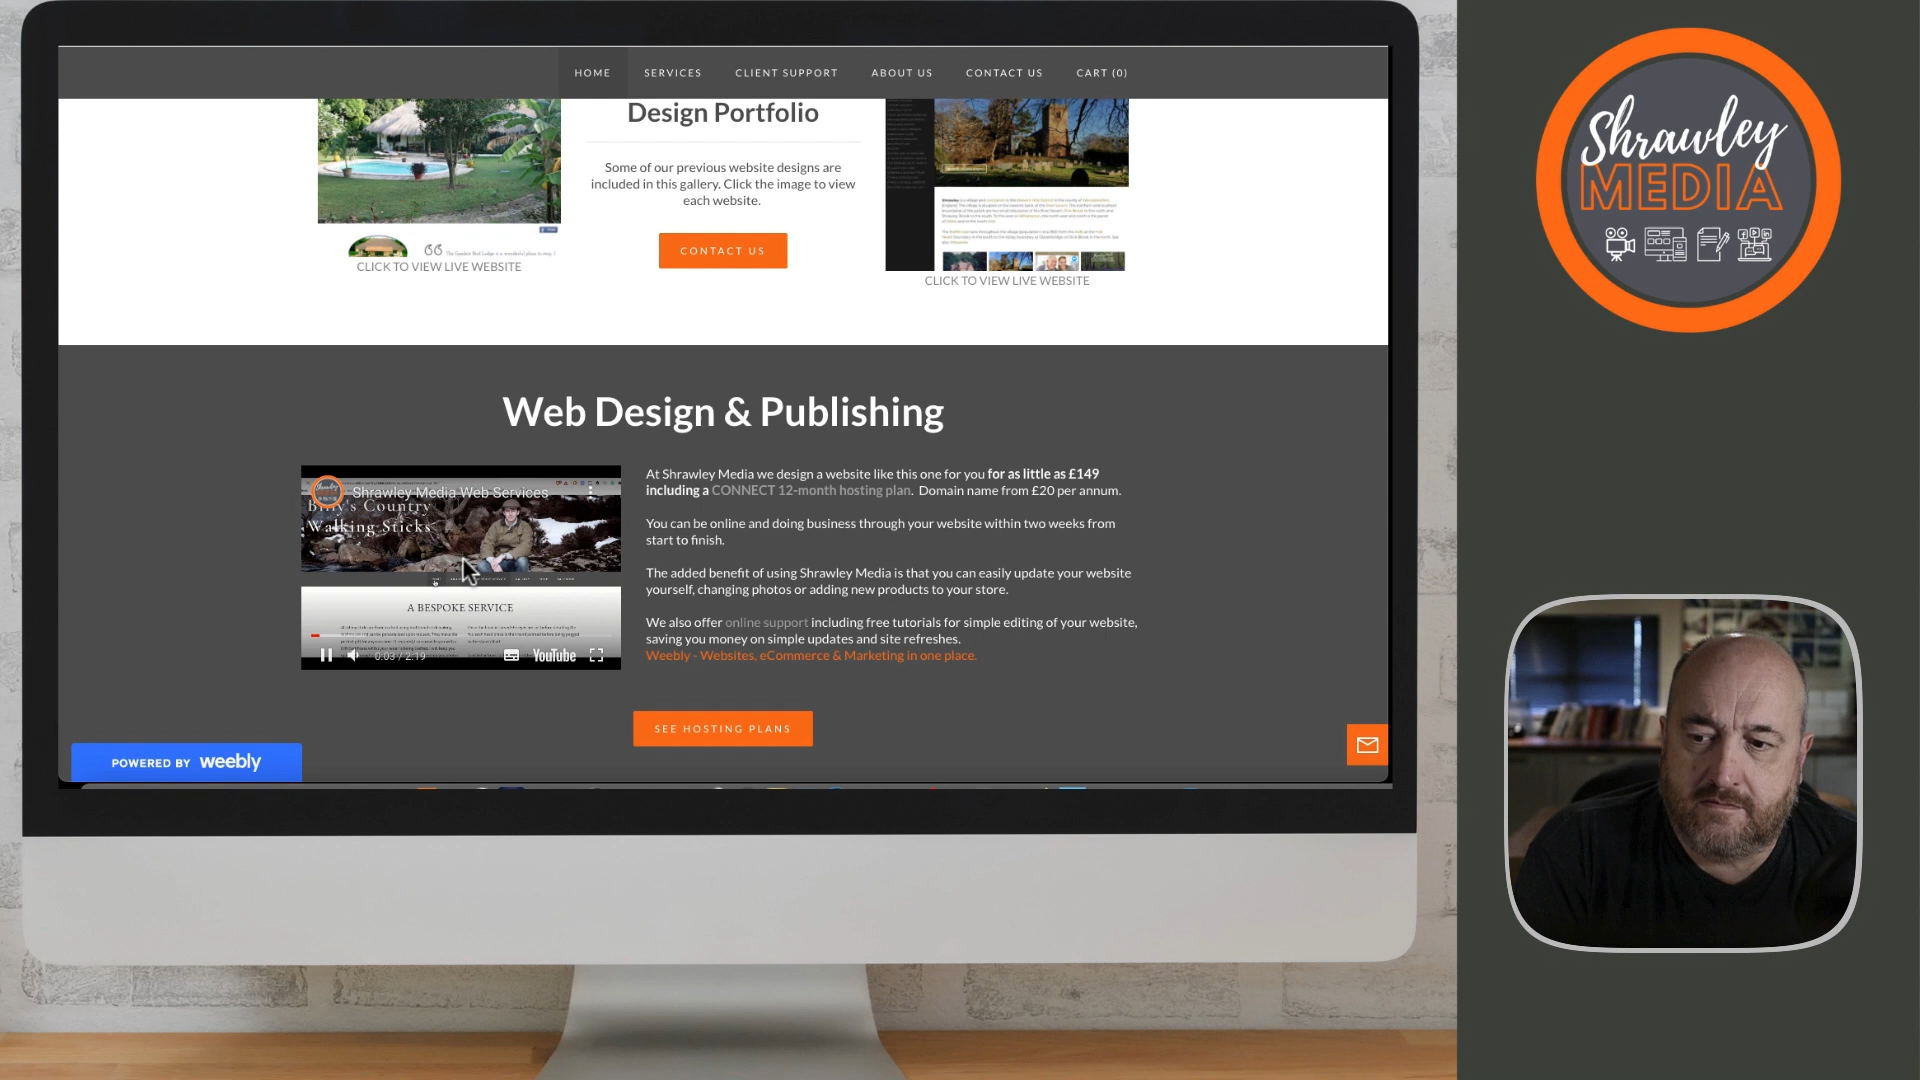 HOME SERVICES CLIENT SUPPORT ABOUT US CONTACT US CART (0)
Design Portfolio
Some of our previous website designs are
included in this gallery. Click the image to view
each website.
CONTACT US
CLICK TO VIEW LIVE WEBSITE
CLICK TO VIEW LIVE WEBSITE
Web Design & Publishing
Shrawley Media Web Services
Billy's Country
Walking Sticks
A BESPOKE SERVICE
0:03 / 2:19
YouTube
At Shrawley Media we design a website like this one for you for as little as £149
including a CONNECT 12-month hosting plan. Domain name from £20 per annum.
You can be online and doing business through your website within two weeks from
start to finish.
The added benefit of using Shrawley Media is that you can easily update your website
yourself, changing photos or adding new products to your store.
We also offer online support including free tutorials for simple editing of your website,
saving you money on simple updates and site refreshes.
Weebly - Websites, eCommerce & Marketing in one place.
SEE HOSTING PLANS
POWERED BY weebly
Shrawley
MEDIA